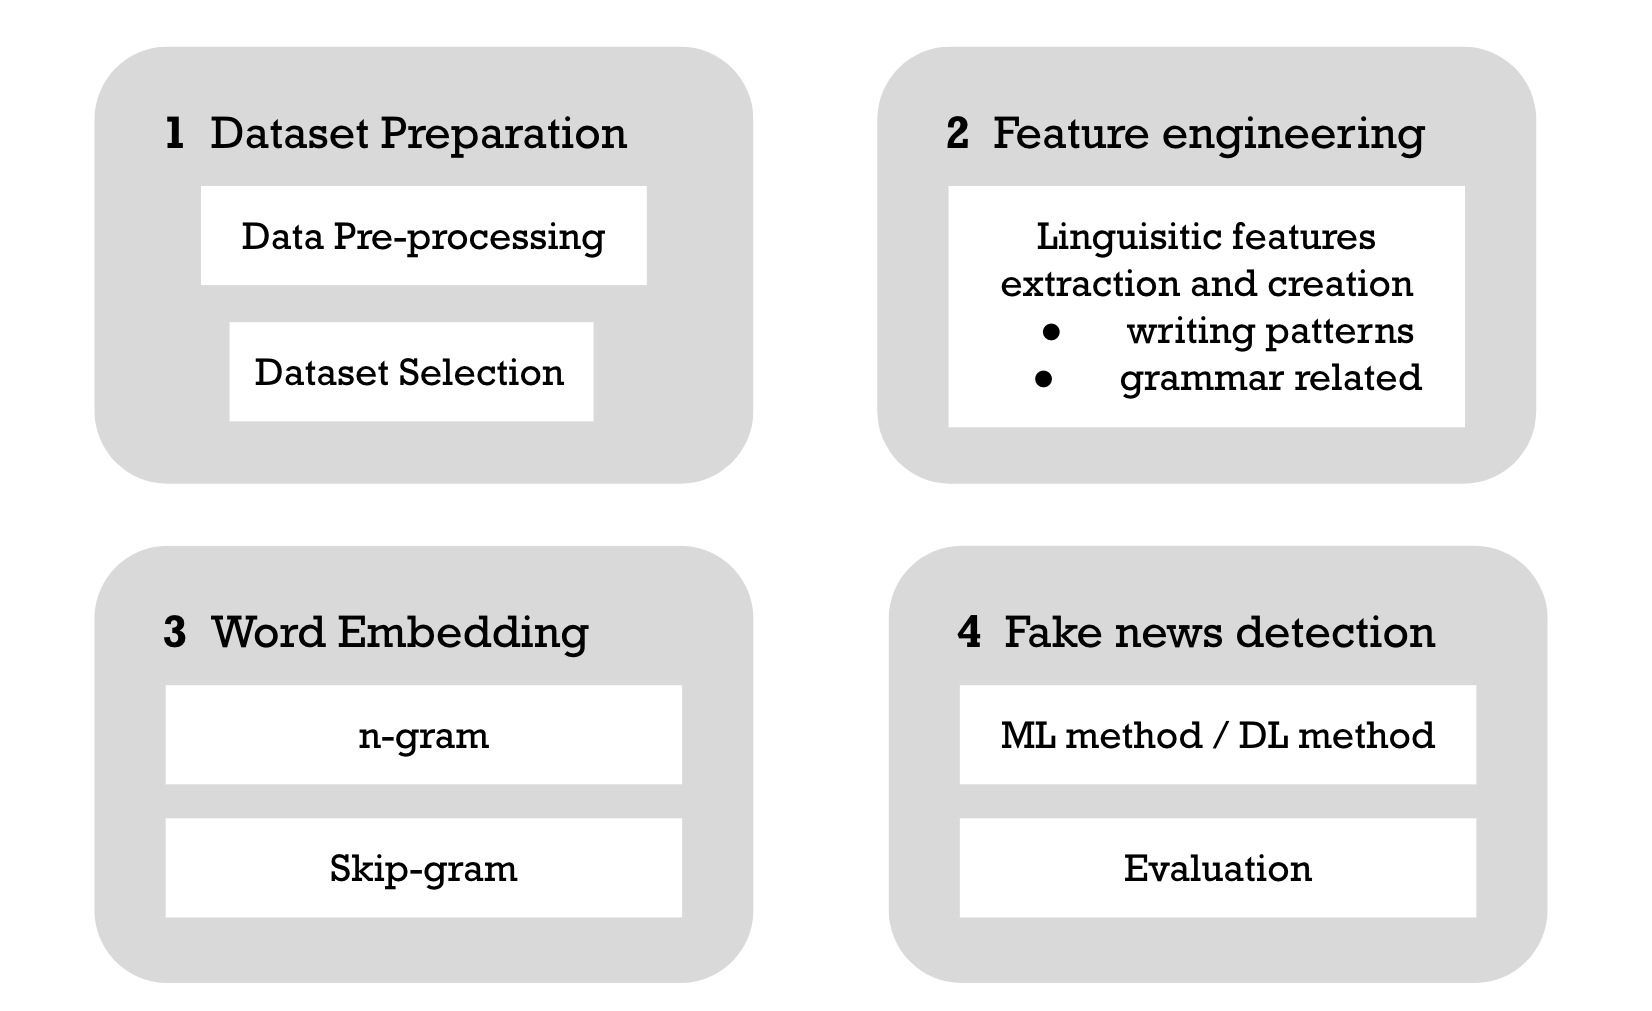 1 Dataset Preparation
Data Pre-processing
Dataset Selection
2 Feature engineering
Linguisitic features
extraction and creation
● writing patterns
● grammar related
3 Word Embedding
n-gram
Skip-gram
4 Fake news detection
ML method / DL method
Evaluation